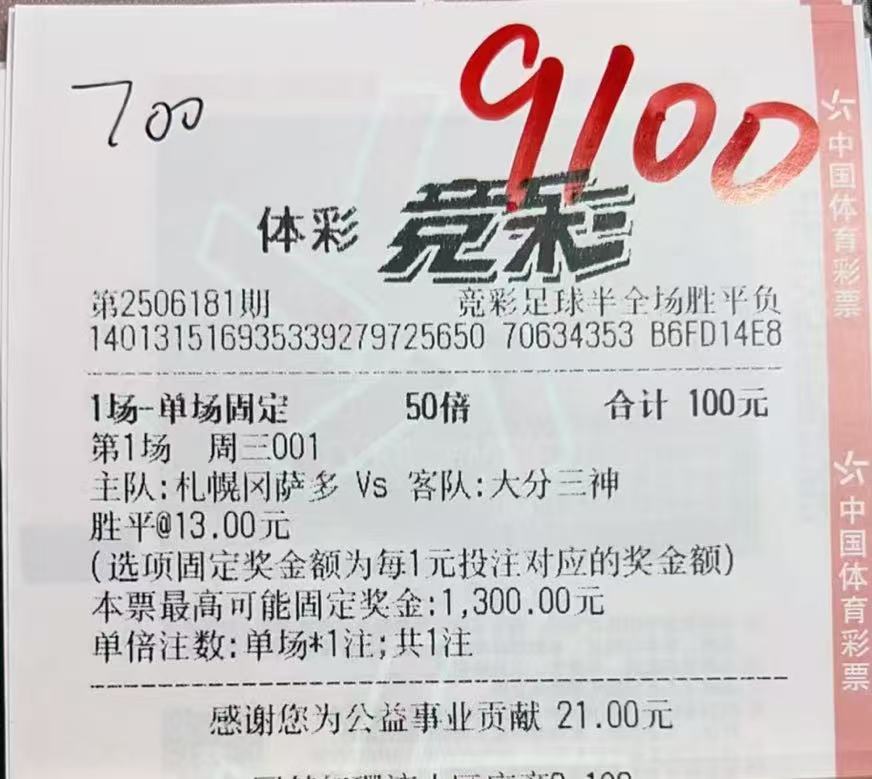 700
9100
体彩 竞彩
第2506181期 竞彩足球半全场胜平负
140131516935339279725650 70634353 B6FD14E8
1场-单场固定 50倍 合计 100元
第1场 周三001
主队:札幌冈萨多 Vs 客队:大分三神
胜平@13.00元
(选项固定奖金额为每1元投注对应的奖金额)
本票最高可能固定奖金:1,300.00元
单倍注数:单场*1注;共1注
感谢您为公益事业贡献 21.00元
中国体育彩票
中国体育彩票